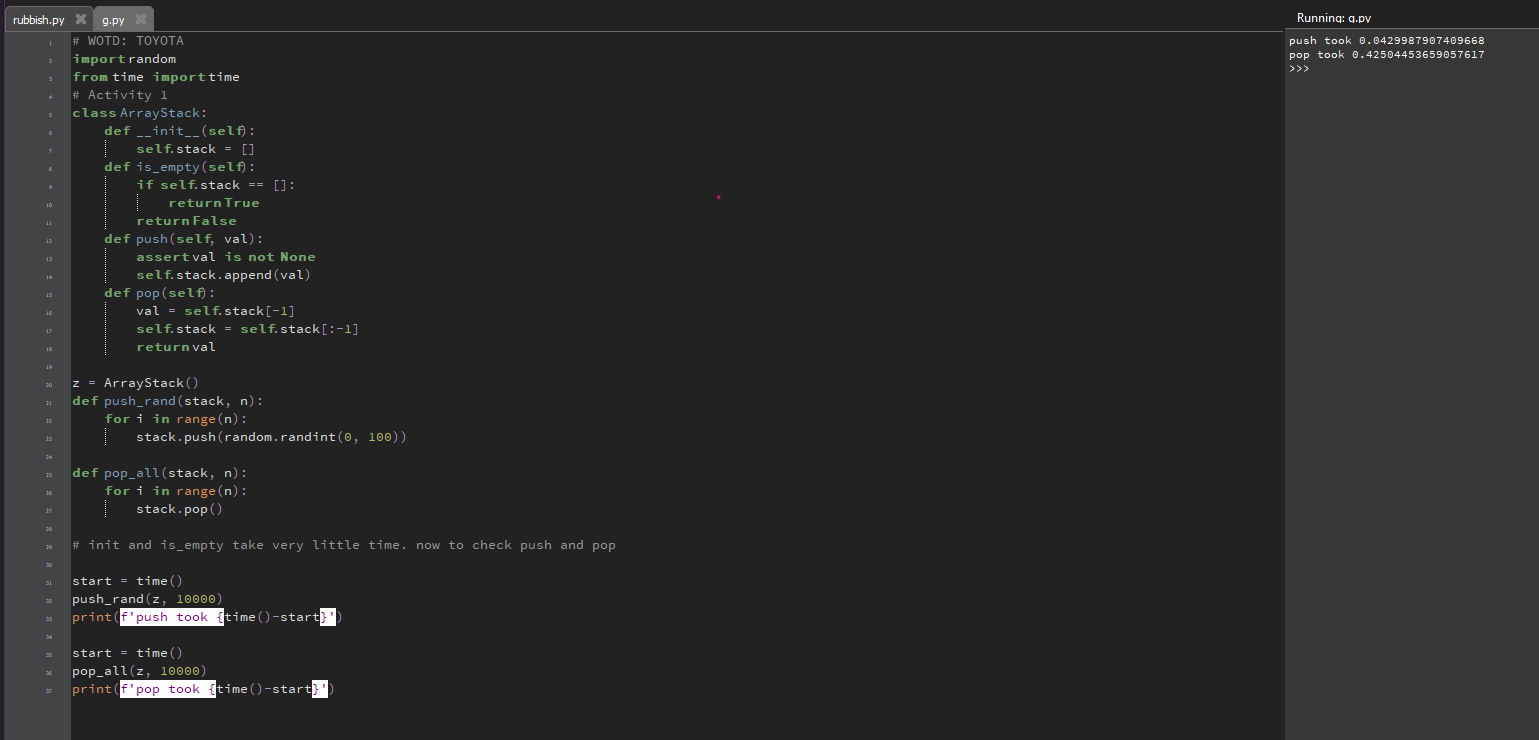 rubbish.py
g.py
Running: g.py
1 # WOTD: TOYOTA
2 import random
3 from time import time
4 # Activity 1
5 class ArrayStack:
6 def __init__(self):
7 self.stack = []
8 def is_empty(self):
9 if self.stack == []:
10 return True
11 return False
12 def push(self, val):
13 assert val is not None
14 self.stack.append(val)
15 def pop(self):
16 val = self.stack[-1]
17 self.stack = self.stack[:-1]
18 return val
19
20 z = ArrayStack()
21 def push_rand(stack, n):
22 for i in range(n):
23 stack.push(random.randint(0, 100))
24
25 def pop_all(stack, n):
26 for i in range(n):
27 stack.pop()
28
29 # init and is_empty take very little time. now to check push and pop
30
31 start = time()
32 push_rand(z, 10000)
33 print(f'push took {time()-start}')
34
35 start = time()
36 pop_all(z, 10000)
37 print(f'pop took {time()-start}')
push took 0.0429987907409668
pop took 0.42504453659057617
>>>